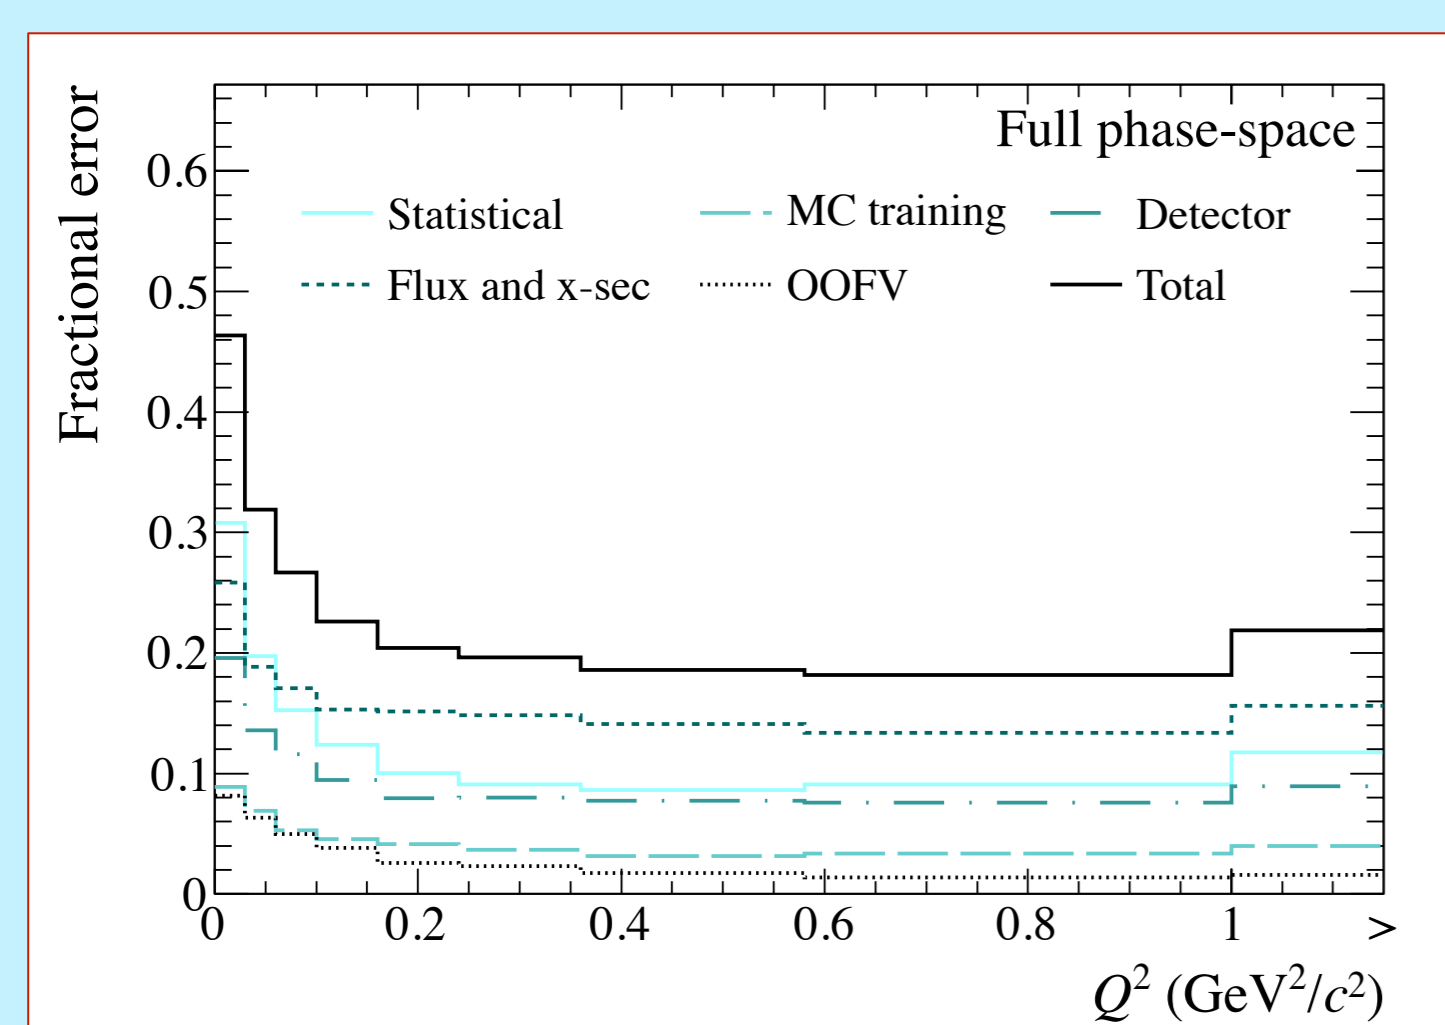 Fractional error
Full phase-space
Statistical
MC training
Detector
Flux and x-sec
OOFV
Total
0.6
0.5
0.4
0.3
0.2
0.1
0
0 0.2 0.4 0.6 0.8 1 >
Q² (GeV²/c²)